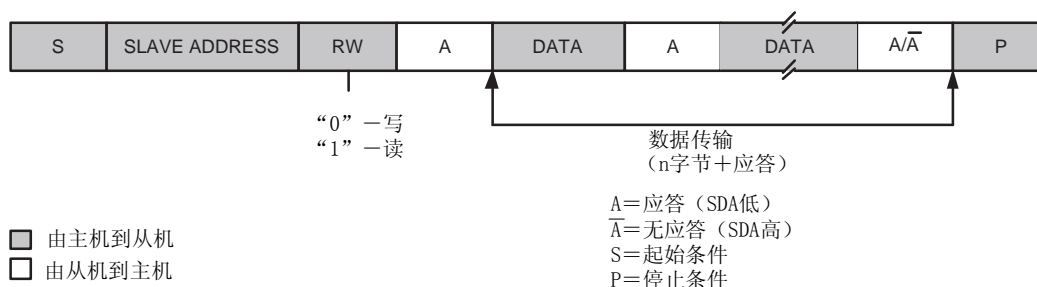 S SLAVE ADDRESS RW A DATA A DATA A/A̅ P
“0”－写
“1”－读
数据传输
（n字节＋应答）
A＝应答（SDA低）
A̅＝无应答（SDA高）
S＝起始条件
P＝停止条件
由主机到从机
由从机到主机